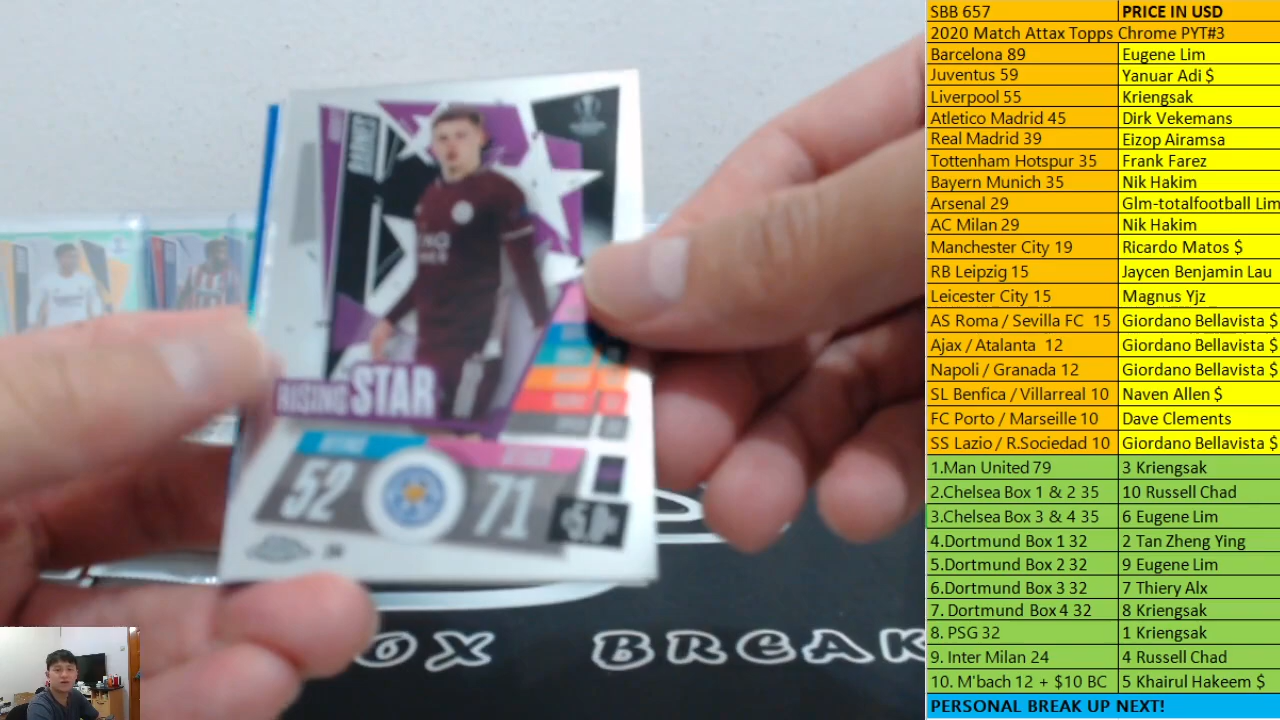 BARNES
RISING STAR
52 71
OX BREAK
SBB 657 PRICE IN USD
2020 Match Attax Topps Chrome PYT#3
Barcelona 89 Eugene Lim
Juventus 59 Yanuar Adi $
Liverpool 55 Kriengsak
Atletico Madrid 45 Dirk Vekemans
Real Madrid 39 Eizop Airamsa
Tottenham Hotspur 35 Frank Farez
Bayern Munich 35 Nik Hakim
Arsenal 29 Glm-totalfootball Lim
AC Milan 29 Nik Hakim
Manchester City 19 Ricardo Matos $
RB Leipzig 15 Jaycen Benjamin Lau
Leicester City 15 Magnus Yjz
AS Roma / Sevilla FC 15 Giordano Bellavista $
Ajax / Atalanta 12 Giordano Bellavista $
Napoli / Granada 12 Giordano Bellavista $
SL Benfica / Villarreal 10 Naven Allen $
FC Porto / Marseille 10 Dave Clements
SS Lazio / R.Sociedad 10 Giordano Bellavista $
1.Man United 79 3 Kriengsak
2.Chelsea Box 1 & 2 35 10 Russell Chad
3.Chelsea Box 3 & 4 35 6 Eugene Lim
4.Dortmund Box 1 32 2 Tan Zheng Ying
5.Dortmund Box 2 32 9 Eugene Lim
6.Dortmund Box 3 32 7 Thiery Alx
7. Dortmund Box 4 32 8 Kriengsak
8. PSG 32 1 Kriengsak
9. Inter Milan 24 4 Russell Chad
10. M'bach 12 + $10 BC 5 Khairul Hakeem $
PERSONAL BREAK UP NEXT!